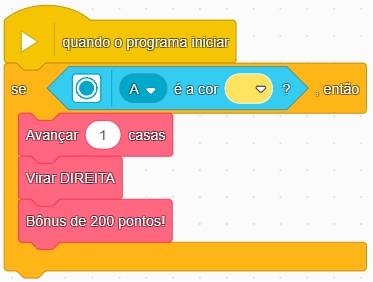 quando o programa iniciar
se A é a cor ? , então
Avançar 1 casas
Virar DIREITA
Bônus de 200 pontos!